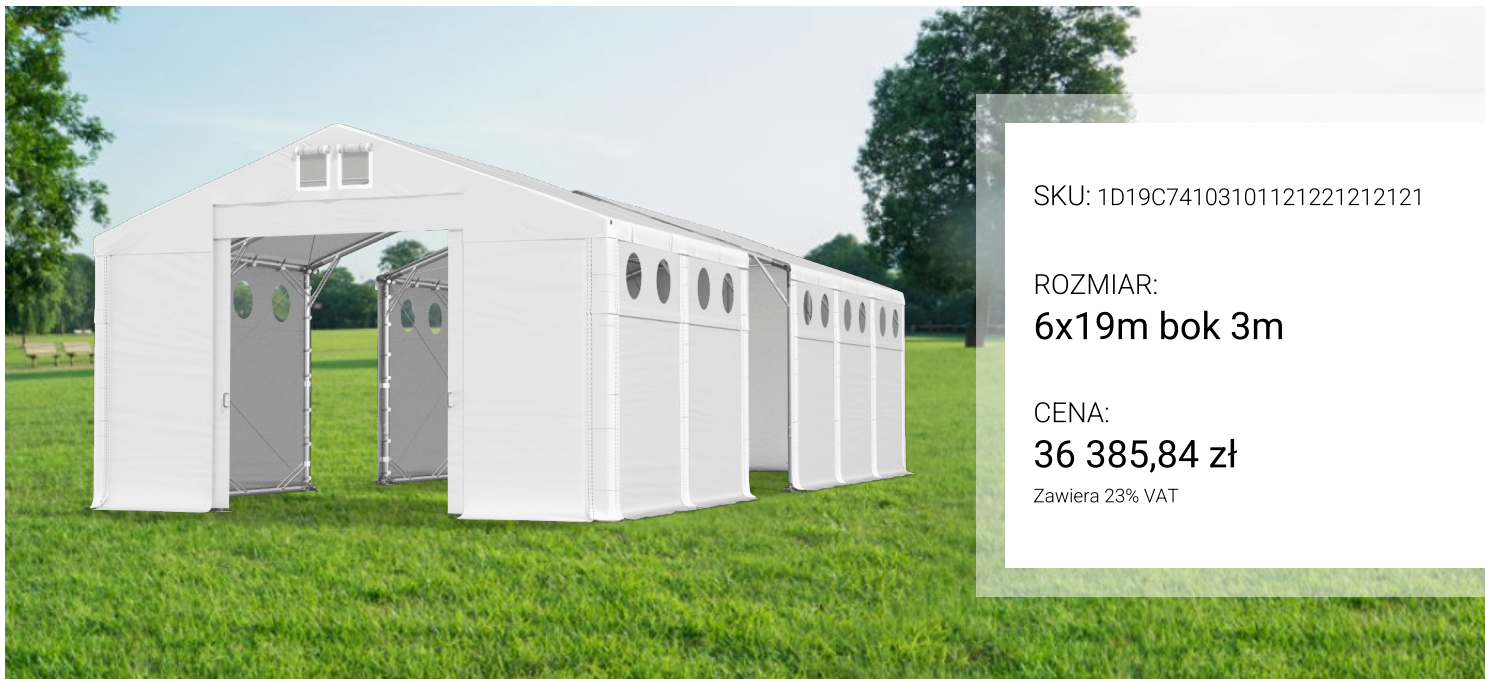 SKU: 1D19C74103101121221212121
ROZMIAR:
6x19m bok 3m
CENA:
36 385,84 zł
Zawiera 23% VAT